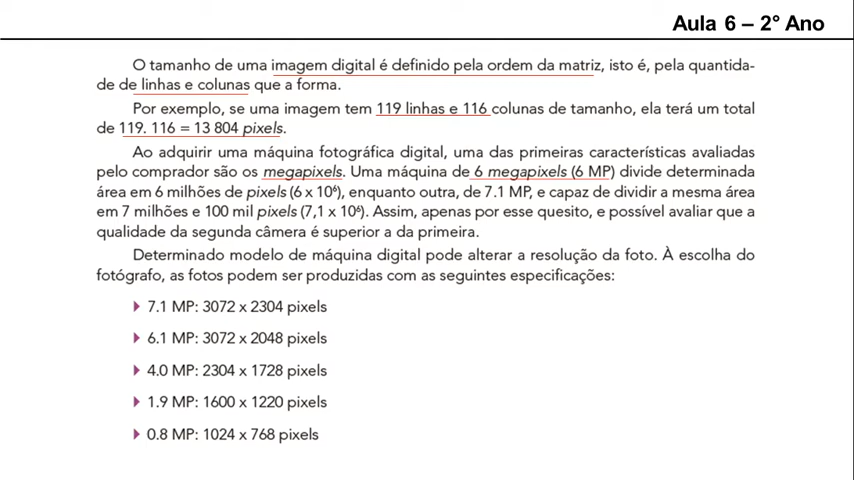 Aula 6 – 2° Ano
O tamanho de uma imagem digital é definido pela ordem da matriz, isto é, pela quantida-
de de linhas e colunas que a forma.
Por exemplo, se uma imagem tem 119 linhas e 116 colunas de tamanho, ela terá um total
de 119. 116 = 13 804 pixels.
Ao adquirir uma máquina fotográfica digital, uma das primeiras características avaliadas
pelo comprador são os megapixels. Uma máquina de 6 megapixels (6 MP) divide determinada
área em 6 milhões de pixels (6 x 10⁶), enquanto outra, de 7.1 MP, e capaz de dividir a mesma área
em 7 milhões e 100 mil pixels (7,1 x 10⁶). Assim, apenas por esse quesito, e possível avaliar que a
qualidade da segunda câmera é superior a da primeira.
Determinado modelo de máquina digital pode alterar a resolução da foto. À escolha do
fotógrafo, as fotos podem ser produzidas com as seguintes especificações:
7.1 MP: 3072 x 2304 pixels
6.1 MP: 3072 x 2048 pixels
4.0 MP: 2304 x 1728 pixels
1.9 MP: 1600 x 1220 pixels
0.8 MP: 1024 x 768 pixels